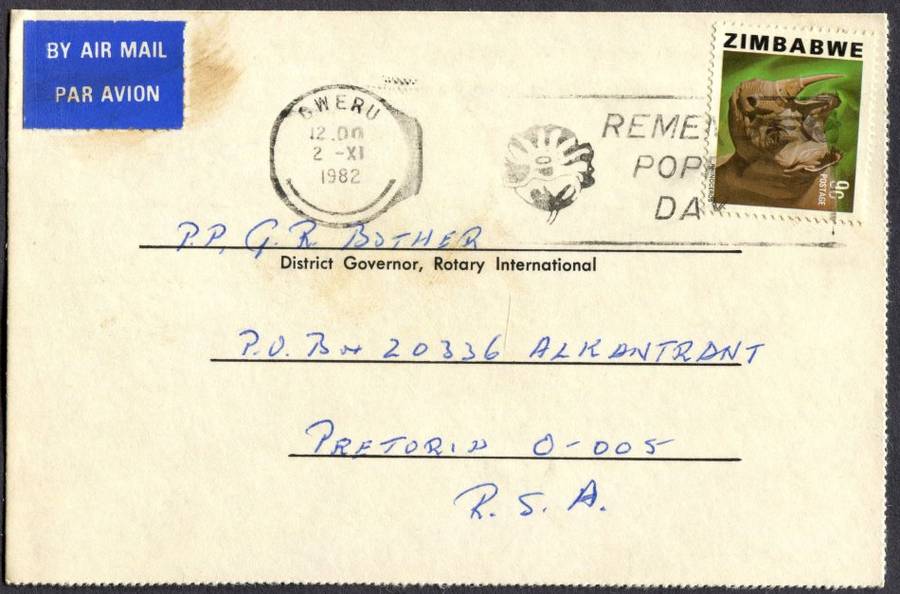 BY AIR MAIL
PAR AVION
ZIMBABWE
POSTAGE
9c
GWERU
12.00
2 -XI
1982
REME
POP
DA
P.P. G. R. BOTHER
District Governor, Rotary International
P.O. Box 20336 ALKANTRANT
PRETORIA 0-005
R. S. A.